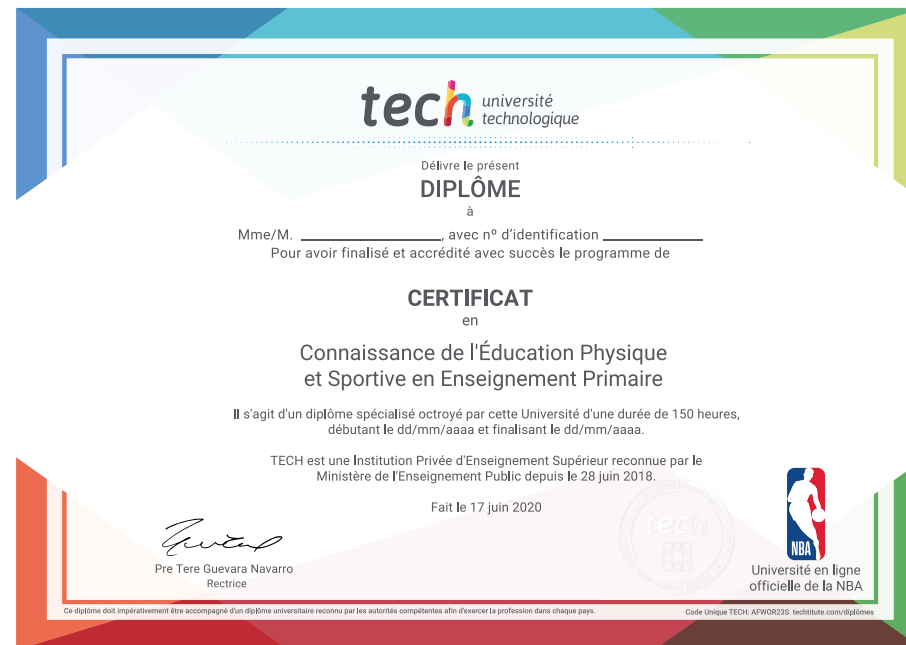 tech université
technologique
Délivre le présent
DIPLÔME
à
Mme/M. ____________________, avec nº d'identification ______________
Pour avoir finalisé et accrédité avec succès le programme de
CERTIFICAT
en
Connaissance de l'Éducation Physique
et Sportive en Enseignement Primaire
Il s'agit d'un diplôme spécialisé octroyé par cette Université d'une durée de 150 heures,
débutant le dd/mm/aaaa et finalisant le dd/mm/aaaa.
TECH est une Institution Privée d'Enseignement Supérieur reconnue par le
Ministère de l'Enseignement Public depuis le 28 juin 2018.
Fait le 17 juin 2020
tech
NBA
Pre Tere Guevara Navarro
Rectrice
Université en ligne
officielle de la NBA
Ce diplôme doit impérativement être accompagné d'un diplôme universitaire reconnu par les autorités compétentes afin d'exercer la profession dans chaque pays.
Code Unique TECH: AFWOR23S techtitute.com/diplômes